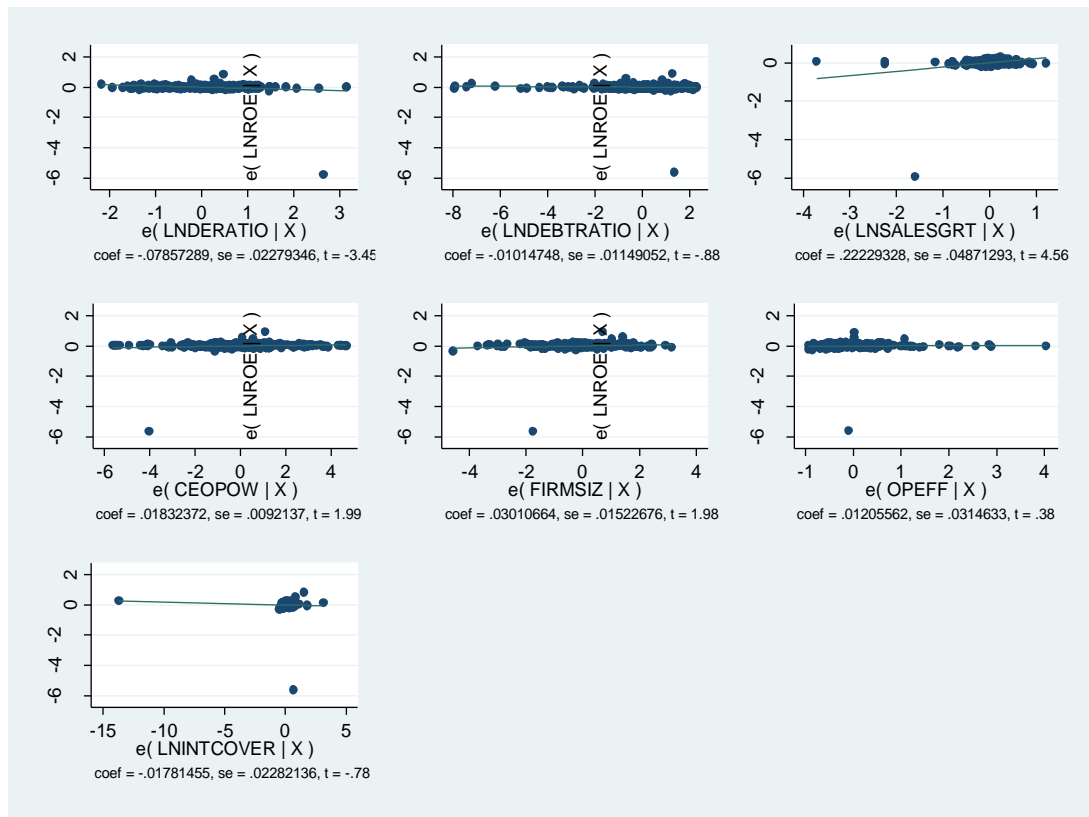 2
0
-2
-4
-6
-2 -1 0 1 2 3
e( LNDERATIO | X )
coef = -.07857289, se = .02279346, t = -3.45
e( LNROE | X )
2
0
-2
-4
-6
-8 -6 -4 -2 0 2
e( LNDEBTRATIO | X )
coef = -.01014748, se = .01149052, t = -.88
e( LNROE | X )
0
-2
-4
-6
-4 -3 -2 -1 0 1
e( LNSALESGRT | X )
coef = .22229328, se = .04871293, t = 4.56
2
0
-2
-4
-6
-6 -4 -2 0 2 4
e( CEOPOW | X )
coef = .01832372, se = .0092137, t = 1.99
e( LNROE | X )
2
0
-2
-4
-6
-4 -2 0 2 4
e( FIRMSIZ | X )
coef = .03010664, se = .01522676, t = 1.98
e( LNROE | X )
2
0
-2
-4
-6
-1 0 1 2 3 4
e( OPEFF | X )
coef = .01205562, se = .0314633, t = .38
2
0
-2
-4
-6
-15 -10 -5 0 5
e( LNINTCOVER | X )
coef = -.01781455, se = .02282136, t = -.78